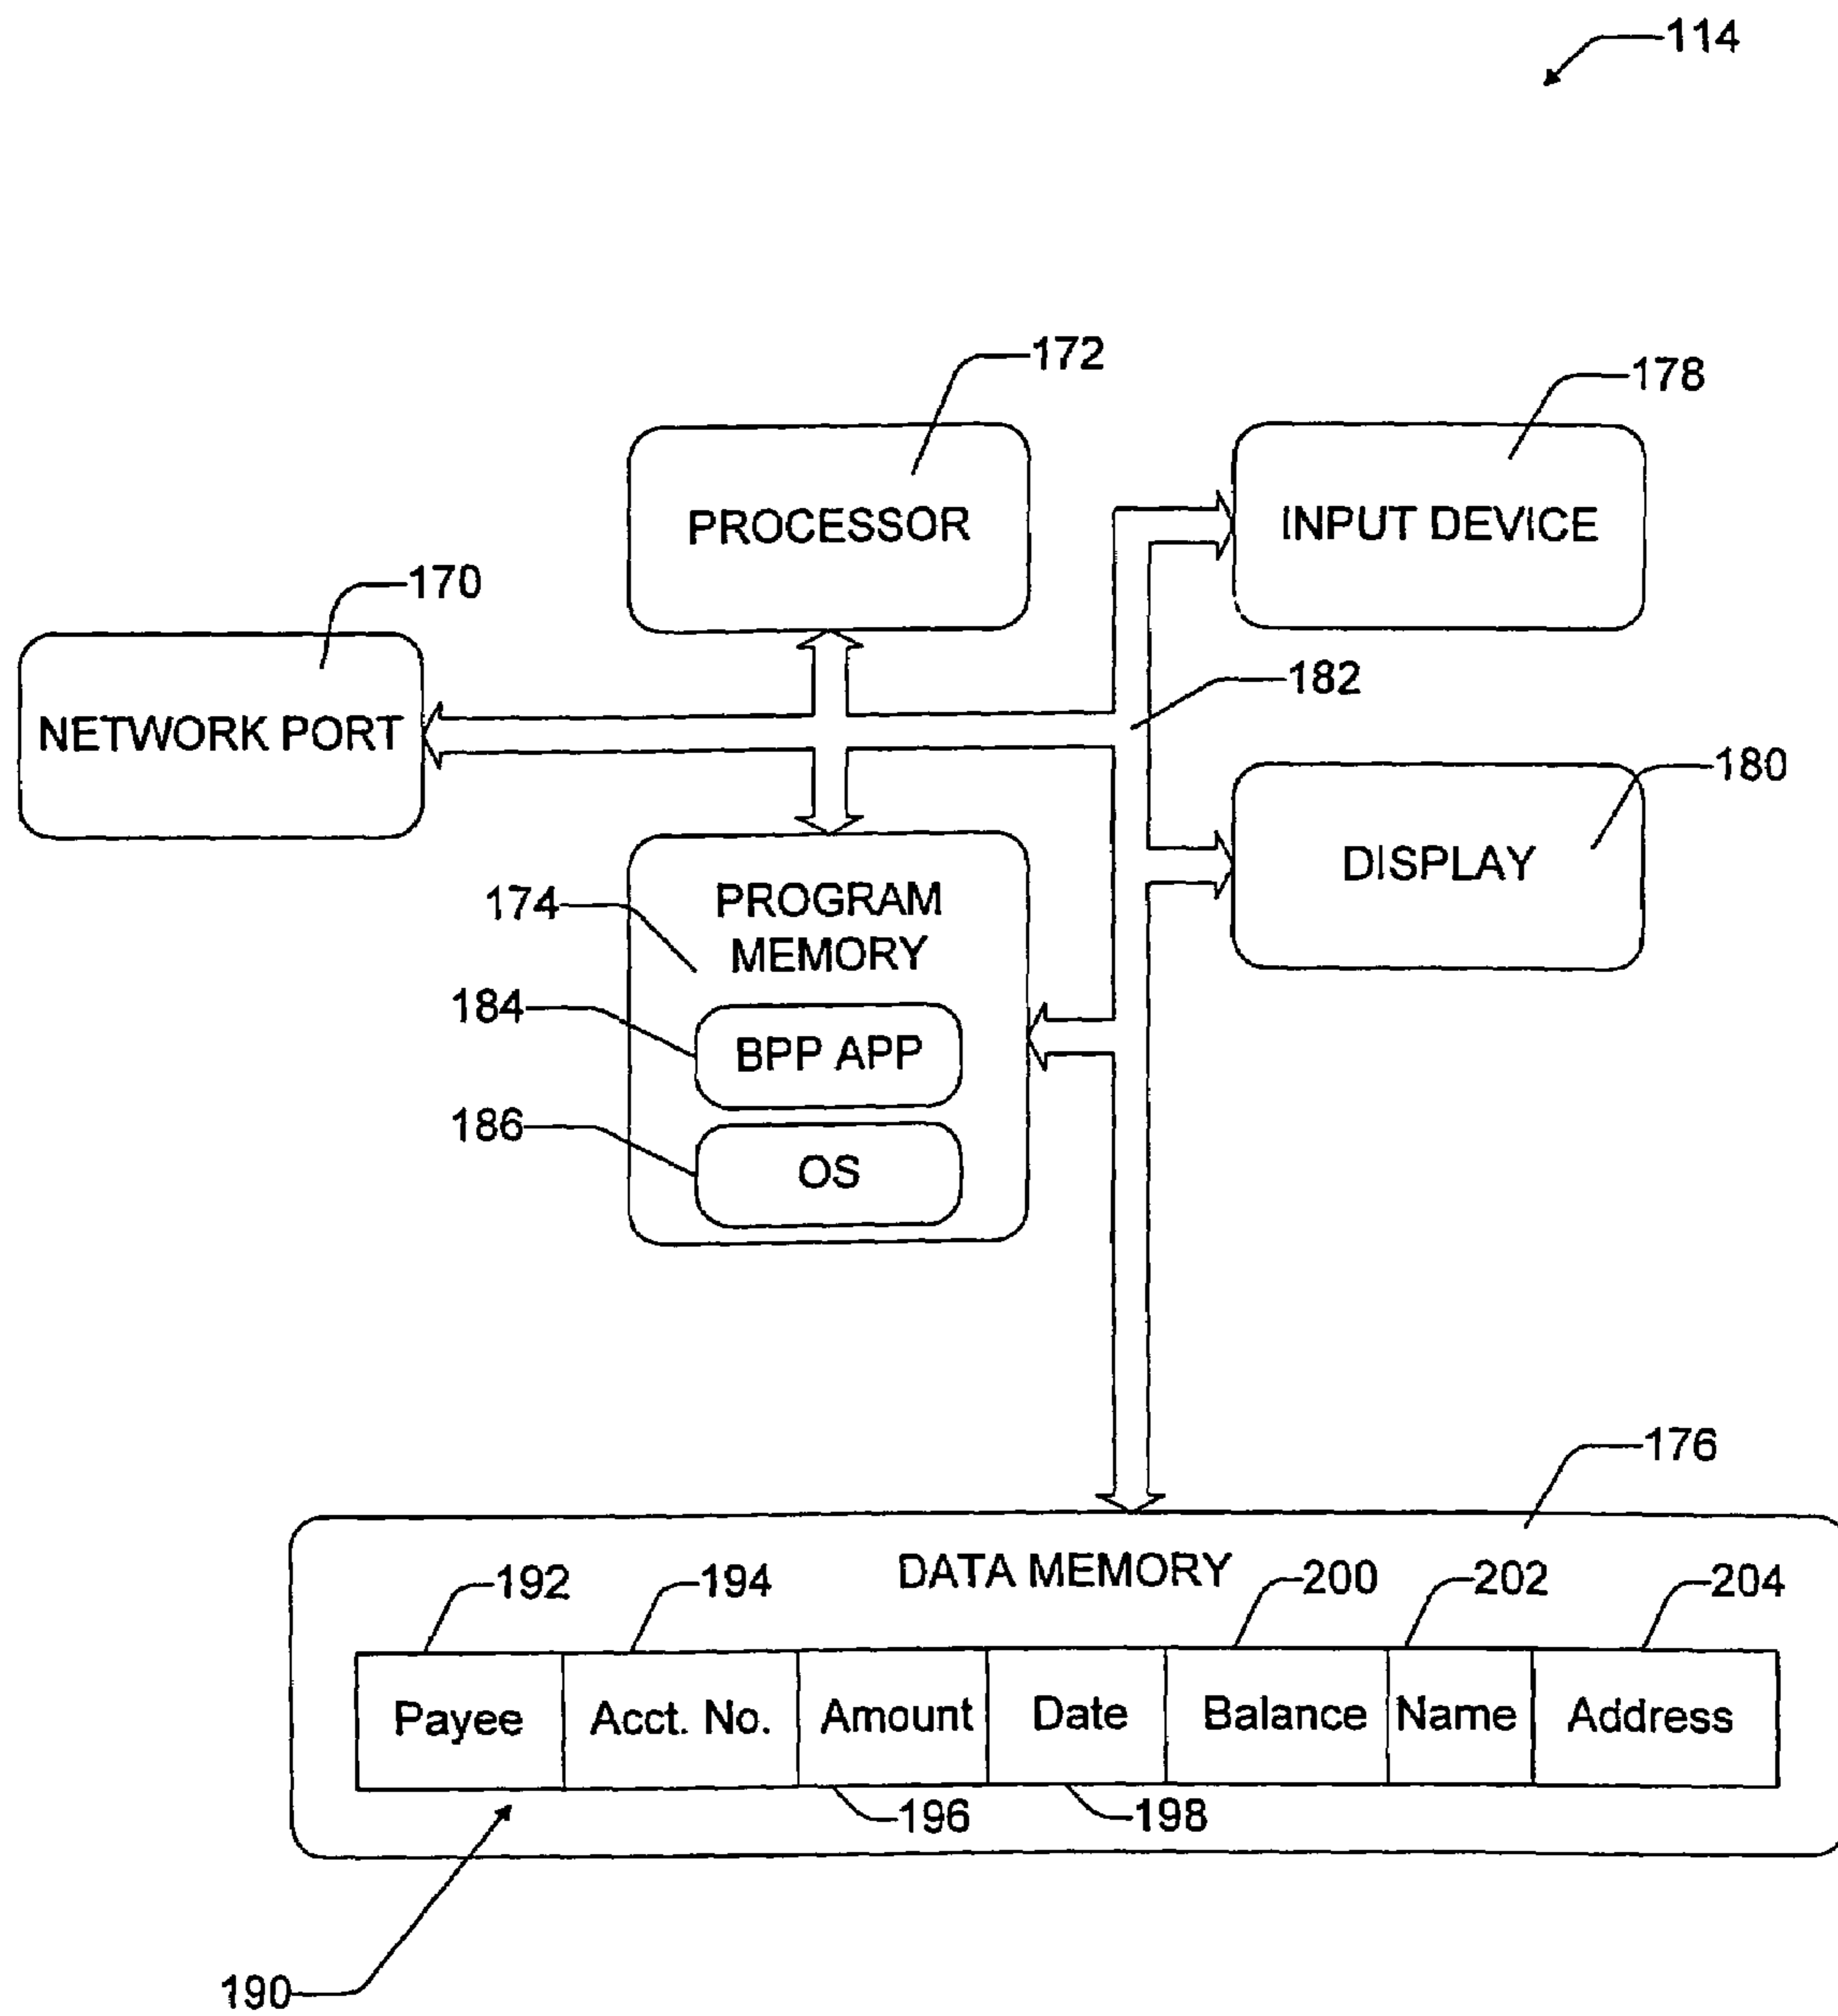 114
172
178
PROCESSOR
INPUT DEVICE
170
NETWORK PORT
182
180
DISPLAY
174
PROGRAM
MEMORY
184
BPP APP
186
OS
176
DATA MEMORY
192
194
200
202
204
Payee
Acct. No.
Amount
Date
Balance
Name
Address
196
198
190